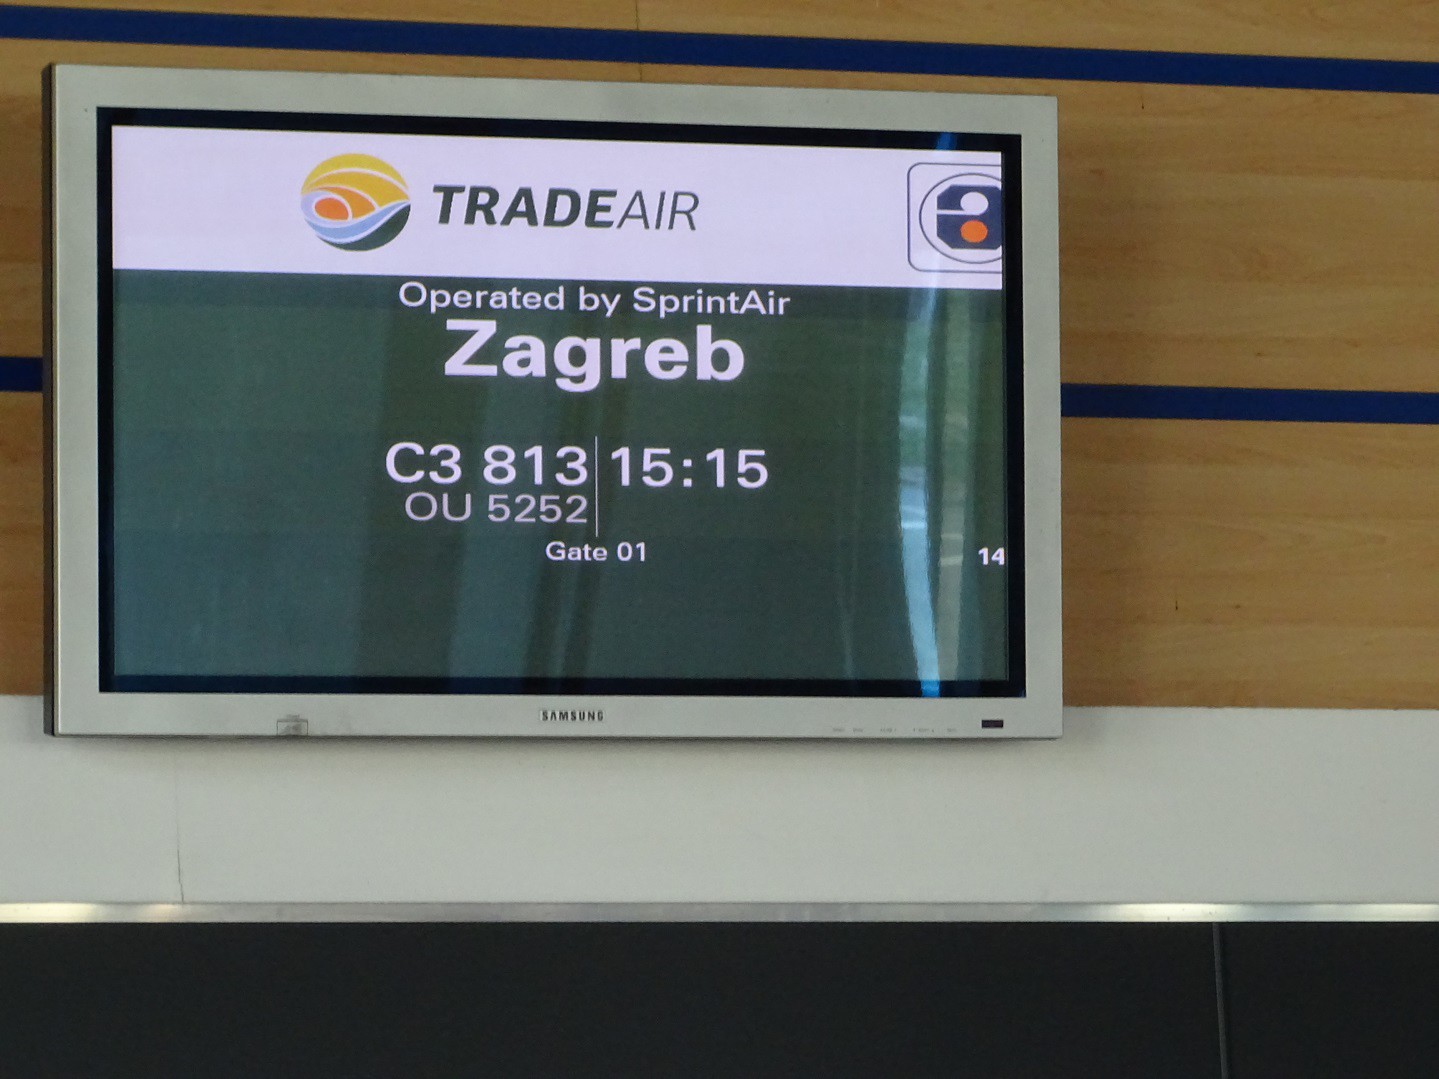 TRADEAIR
Operated by SprintAir
Zagreb
C3 813 15:15
OU 5252
Gate 01
14
SAMSUNG